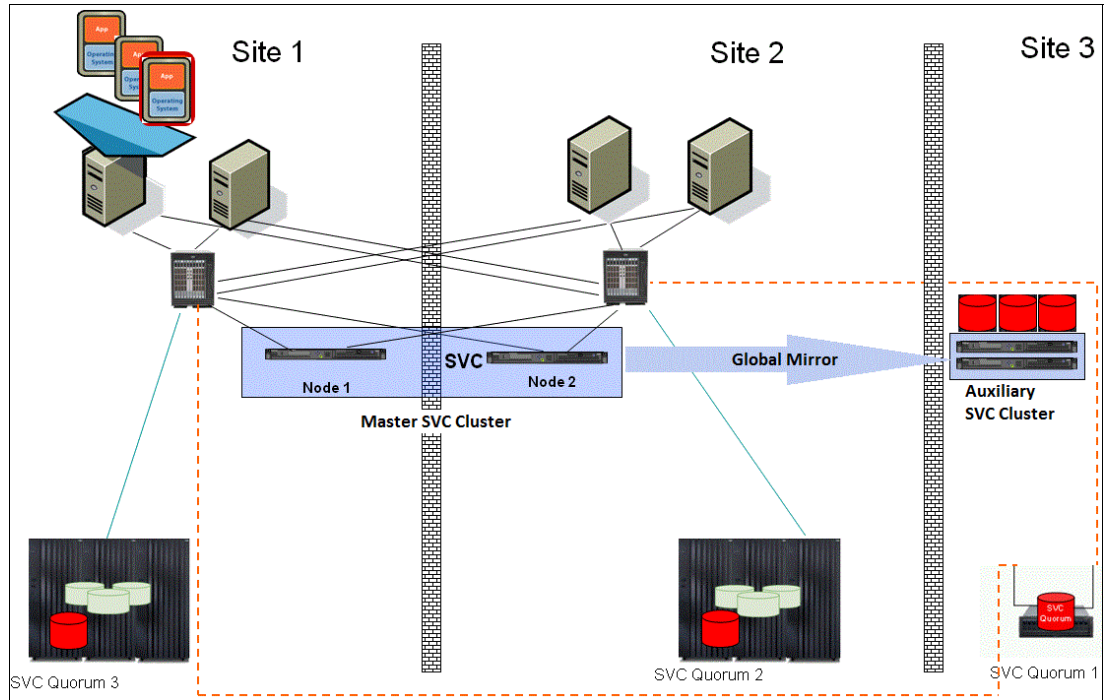 Site 1
Site 2
Site 3
App
Operating
System
App
Operating
System
App
Operating
System
SVC
Node 1
Node 2
Master SVC Cluster
Global Mirror
Auxiliary
SVC Cluster
SVC
Quorum
SVC Quorum 3
SVC Quorum 2
SVC Quorum 1